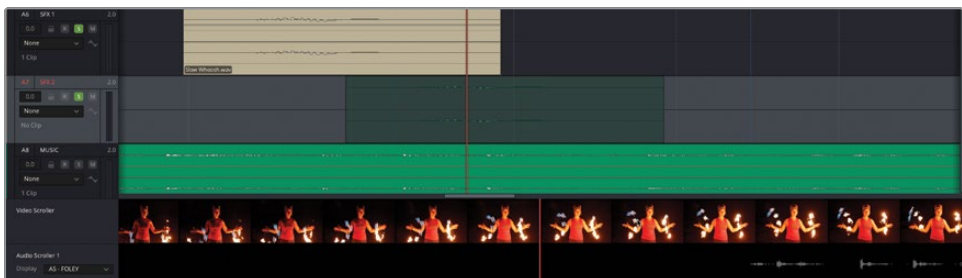 A6 SFX 1 2.0
0.0 R S M
None
1 Clip
Slow Whoosh.wav
A7 SFX 2 2.0
0.0 R S M
None
No Clip
A8 MUSIC 2.0
0.0 R S M
None
1 Clip
Video Scroller
Audio Scroller 1
Display A5 - FOLEY